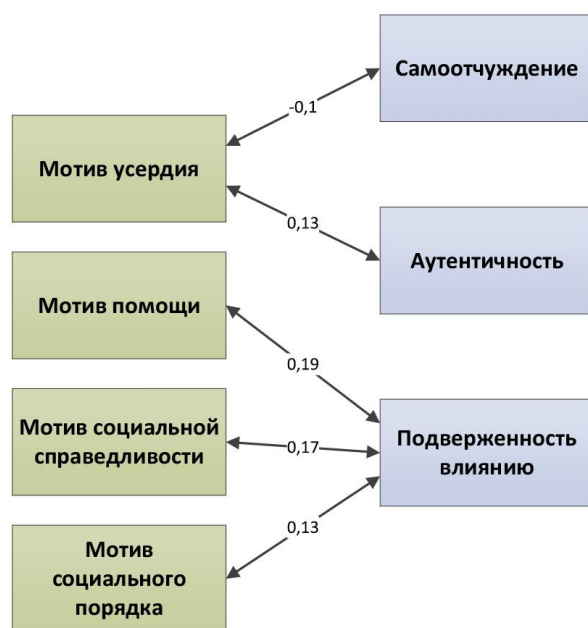 Самоотчуждение
-0,1
Мотив усердия
0,13
Аутентичность
Мотив помощи
0,19
Мотив социальной
справедливости
0,17
Подверженность
влиянию
0,13
Мотив
социального
порядка